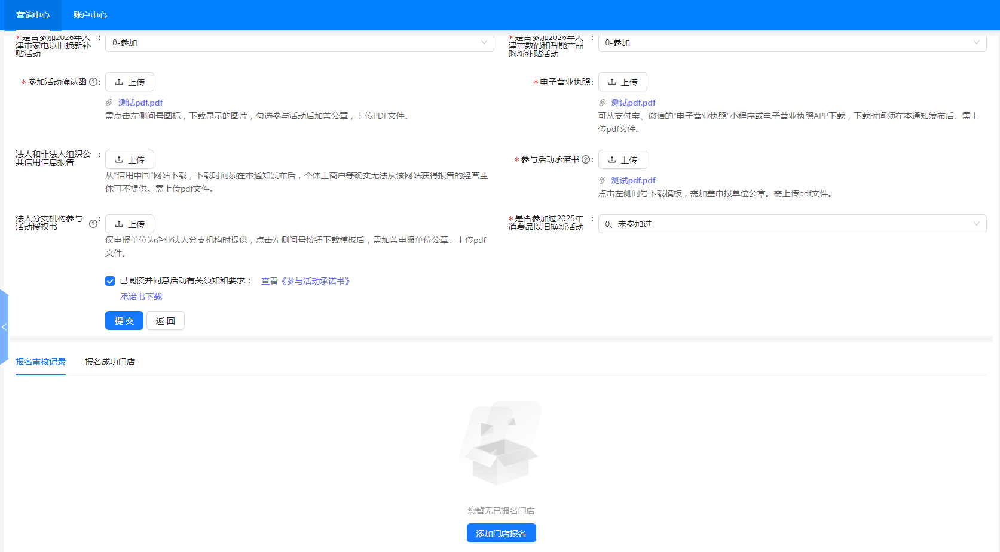 营销中心 账户中心
* 是否参加2026年天津市家电以旧换新补贴活动 : 0-参加
* 是否参加2026年天津市数码和智能产品购新补贴活动 : 0-参加
* 参加活动确认函 ? : 上传
测试pdf.pdf
需点击左侧问号图标，下载显示的图片，勾选参与活动后加盖公章，上传PDF文件。
* 电子营业执照: 上传
测试pdf.pdf
可从支付宝、微信的“电子营业执照”小程序或电子营业执照APP下载，下载时间须在本通知发布后。需上
传pdf文件。
法人和非法人组织公
共信用信息报告 : 上传
从“信用中国”网站下载，下载时间须在本通知发布后，个体工商户等确实无法从该网站获得报告的经营主
体可不提供。需上传pdf文件。
* 参与活动承诺书 ? : 上传
测试pdf.pdf
点击左侧问号下载模板，需加盖申报单位公章。需上传pdf文件。
法人分支机构参与
活动授权书 ? : 上传
仅申报单位为企业法人分支机构时提供，点击左侧问号按钮下载模板后，需加盖申报单位公章。上传pdf
文件。
* 是否参加过2025年
消费品以旧换新活动 : 0、未参加过
已阅读并同意活动有关须知和要求： 查看《参与活动承诺书》
承诺书下载
提 交 返 回
报名审核记录 报名成功门店
您暂无已报名门店
添加门店报名